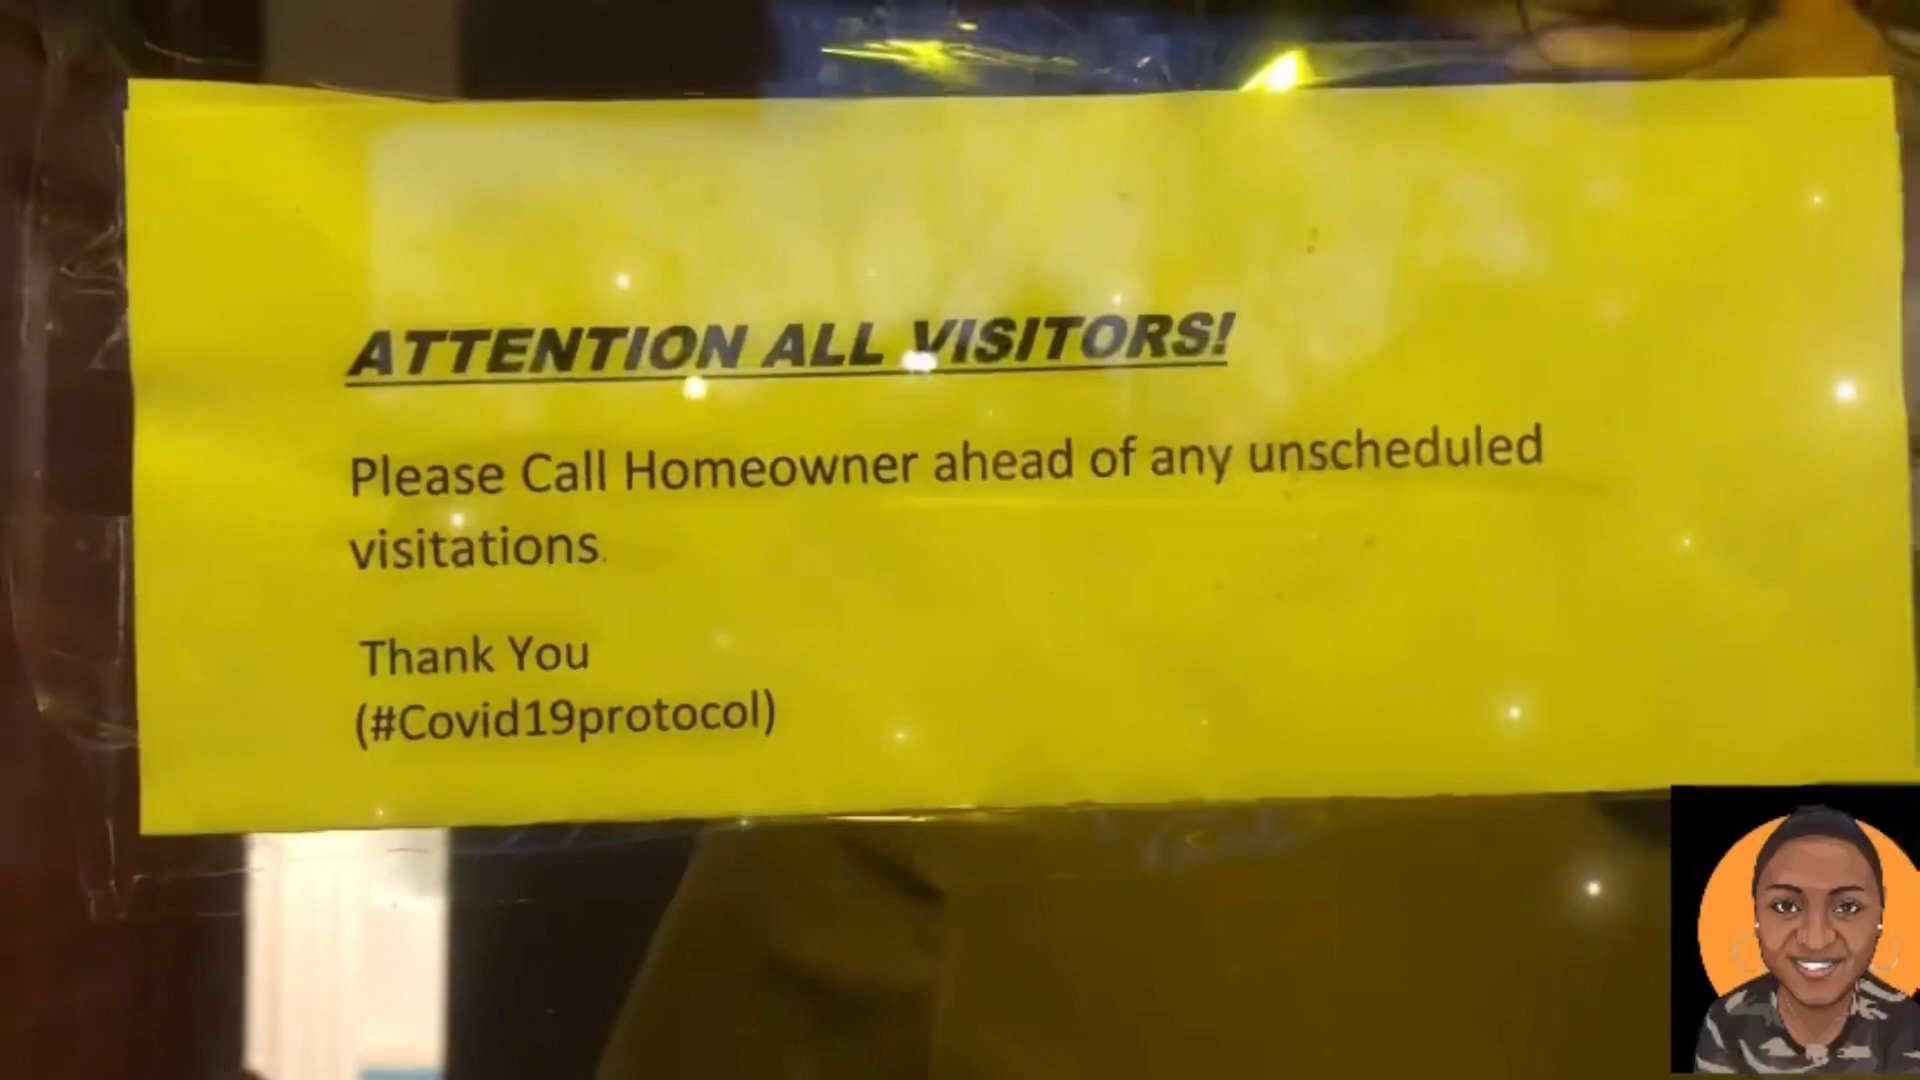 ATTENTION ALL VISITORS!
Please Call Homeowner ahead of any unscheduled
visitations.
Thank You
(#Covid19protocol)